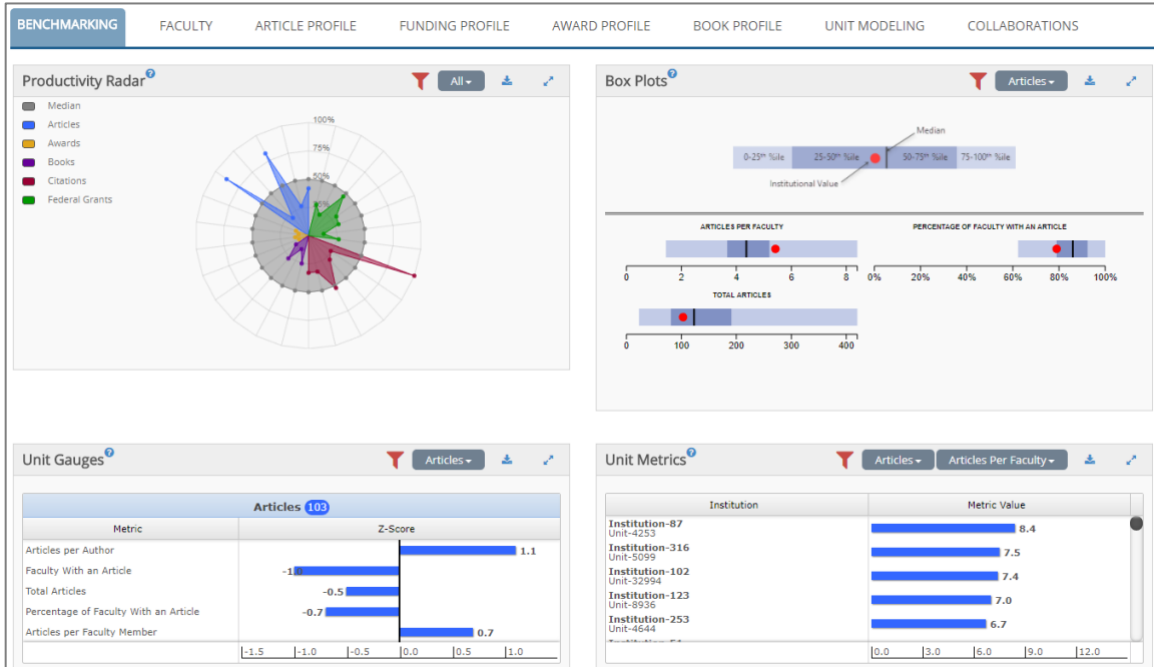 BENCHMARKING FACULTY ARTICLE PROFILE FUNDING PROFILE AWARD PROFILE BOOK PROFILE UNIT MODELING COLLABORATIONS
Productivity Radar? All
Median
Articles
Awards
Books
Citations
Federal Grants
100%
75%
50%
25%
Box Plots? Articles
Median
0-25th %ile 25-50th %ile 50-75th %ile 75-100th %ile
Institutional Value
ARTICLES PER FACULTY
0 2 4 6 8
PERCENTAGE OF FACULTY WITH AN ARTICLE
0% 20% 40% 60% 80% 100%
TOTAL ARTICLES
0 100 200 300 400
Unit Gauges? Articles
Articles 103
Metric Z-Score
Articles per Author 1.1
Faculty With an Article -1.0
Total Articles -0.5
Percentage of Faculty With an Article -0.7
Articles per Faculty Member 0.7
-1.5 -1.0 -0.5 0.0 0.5 1.0
Unit Metrics? Articles Articles Per Faculty
Institution Metric Value
Institution-87
Unit-4253 8.4
Institution-316
Unit-5099 7.5
Institution-102
Unit-32994 7.4
Institution-123
Unit-8936 7.0
Institution-253
Unit-4644 6.7
0.0 3.0 6.0 9.0 12.0